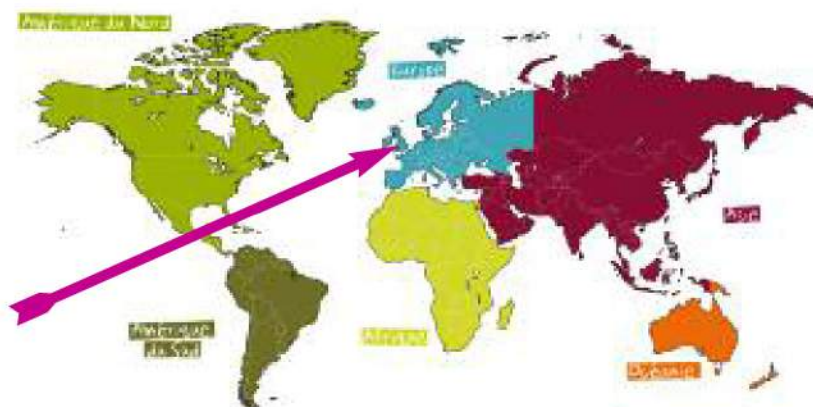 Amérique du Nord
Europe
Asie
Amérique
du Sud
Afrique
Océanie